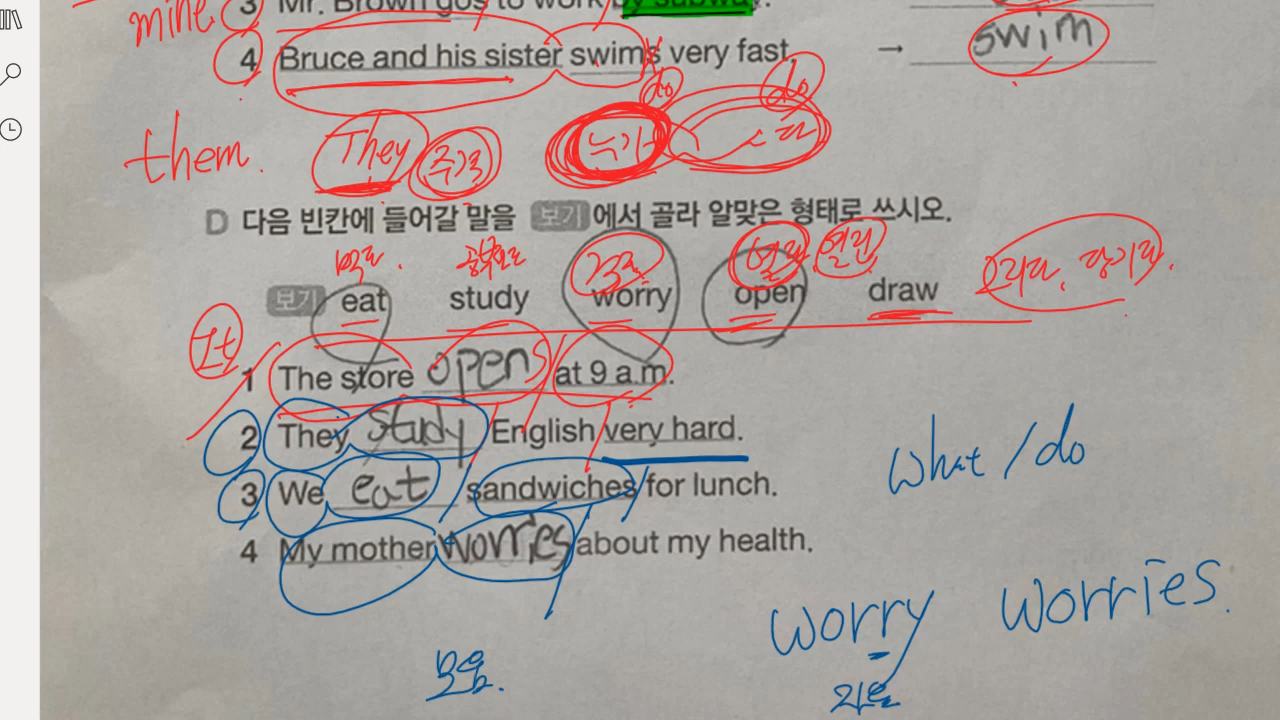 mine 3 Mr. Brown gos to work by subway.
4 Bruce and his sister swims very fast. → swim
do do
them. They 주격 누가 ~다
D 다음 빈칸에 들어갈 말을 보기 에서 골라 알맞은 형태로 쓰시오.
먹다. 공부하다 걱정 열다 열린
보기 eat study worry open draw 그리다, 당기다.
It
1 The store opens at 9 a.m.
2 They study English very hard.
3 We eat sandwiches for lunch.
what / do
4 My mother worries about my health.
worry worries.
모음. 자음